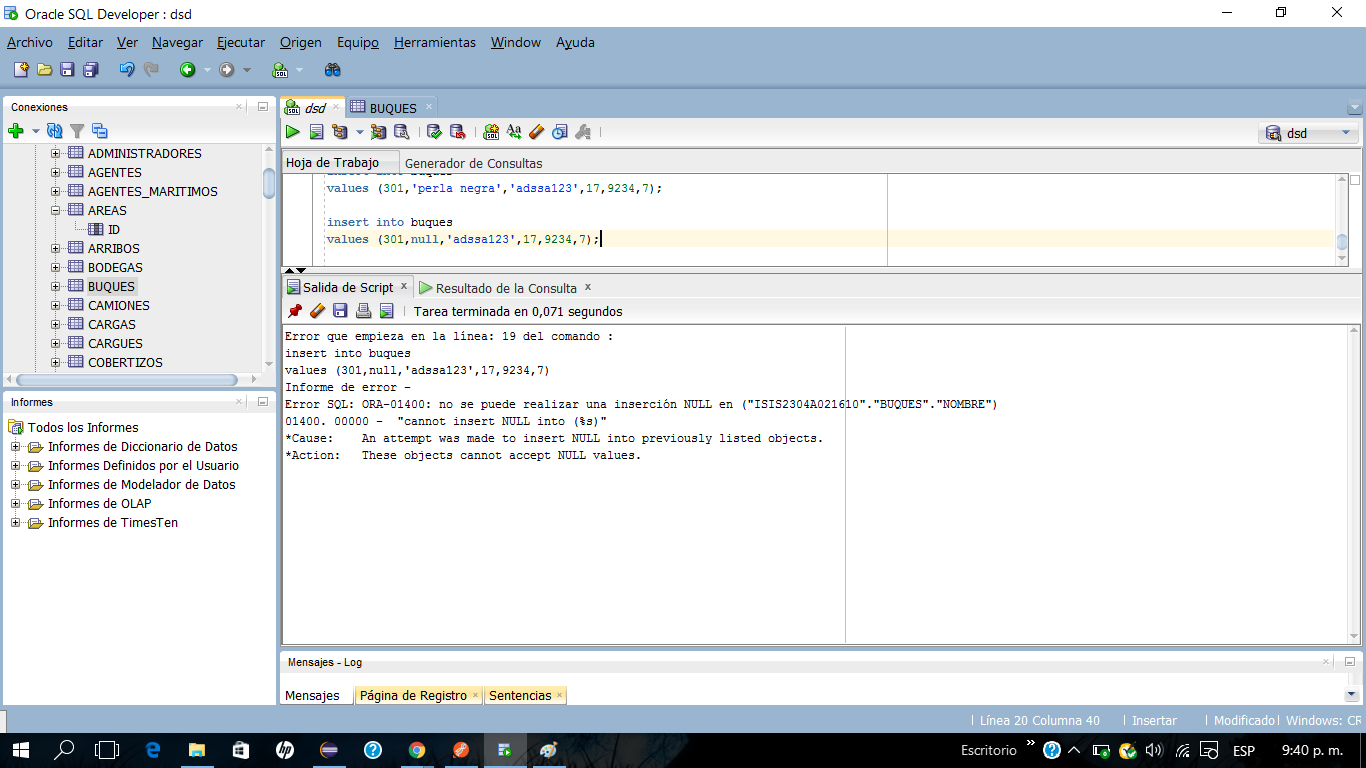 Oracle SQL Developer : dsd
Archivo Editar Ver Navegar Ejecutar Origen Equipo Herramientas Window Ayuda
Conexiones
ADMINISTRADORES
AGENTES
AGENTES_MARITIMOS
AREAS
ID
ARRIBOS
BODEGAS
BUQUES
CAMIONES
CARGAS
CARGUES
COBERTIZOS
Informes
Todos los Informes
Informes de Diccionario de Datos
Informes Definidos por el Usuario
Informes de Modelador de Datos
Informes de OLAP
Informes de TimesTen
dsd BUQUES
dsd
Hoja de Trabajo Generador de Consultas
insert into buques
values (301,'perla negra','adssa123',17,9234,7);
insert into buques
values (301,null,'adssa123',17,9234,7);
Salida de Script Resultado de la Consulta
Tarea terminada en 0,071 segundos
Error que empieza en la línea: 19 del comando :
insert into buques
values (301,null,'adssa123',17,9234,7)
Informe de error -
Error SQL: ORA-01400: no se puede realizar una inserción NULL en ("ISIS2304A021610"."BUQUES"."NOMBRE")
01400. 00000 - "cannot insert NULL into (%s)"
*Cause: An attempt was made to insert NULL into previously listed objects.
*Action: These objects cannot accept NULL values.
Mensajes - Log
Mensajes Página de Registro Sentencias
Línea 20 Columna 40 Insertar Modificado Windows: CR
Escritorio ESP 9:40 p. m.